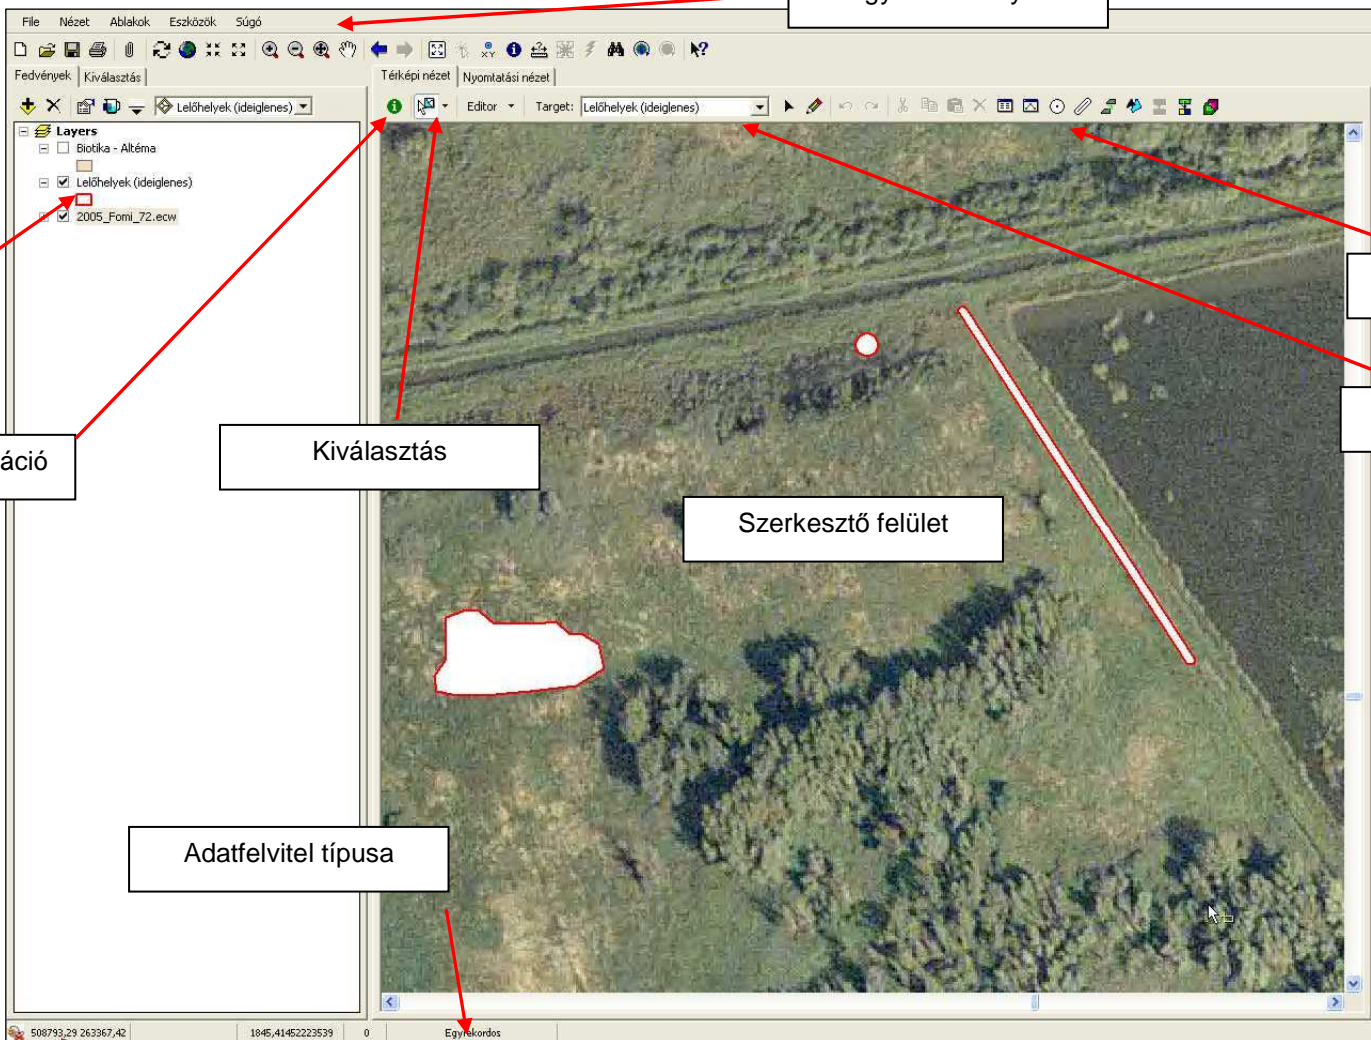 File Nézet Ablakok Eszközök Súgó
Fedvények Kiválasztás
Térképi nézet Nyomtatási nézet
Lelőhelyek (ideiglenes)
Editor Target: Lelőhelyek (ideiglenes)
Layers
Biotika - Altéma
Lelőhelyek (ideiglenes)
2005_Fomi_72.ecw
áció
Kiválasztás
Szerkesztő felület
Adatfelvitel típusa
508793,29 263367,42 1845,41452223539 0 Egyrekordos